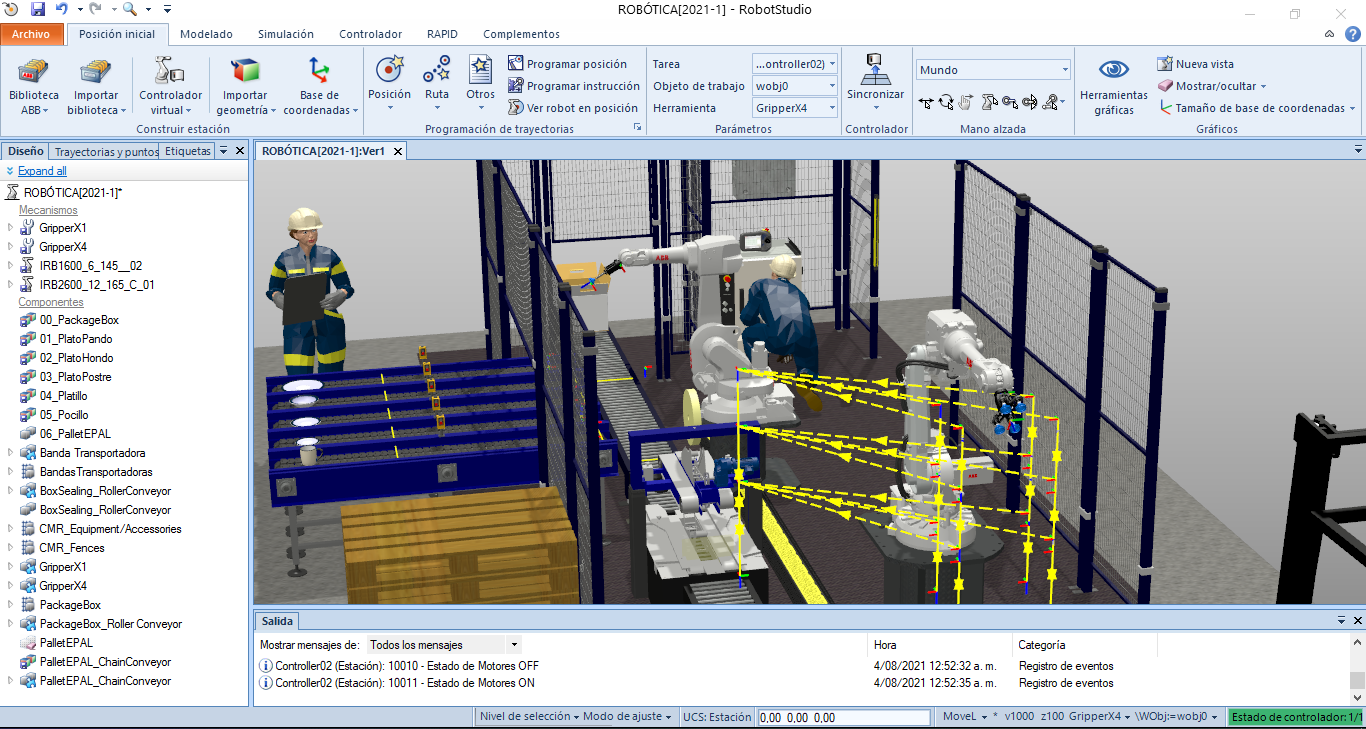 ROBÓTICA[2021-1] - RobotStudio
Archivo
Posición inicial
Modelado
Simulación
Controlador
RAPID
Complementos
Biblioteca ABB
Importar biblioteca
Controlador virtual
Importar geometría
Base de coordenadas
Construir estación
Posición
Ruta
Otros
Programar posición
Programar instrucción
Ver robot en posición
Programación de trayectorias
Tarea
...ontroller02)
Objeto de trabajo
wobj0
Herramienta
GripperX4
Parámetros
Sincronizar
Controlador
Mundo
Mano alzada
Herramientas gráficas
Nueva vista
Mostrar/ocultar
Tamaño de base de coordenadas
Gráficos
Diseño
Trayectorias y puntos
Etiquetas
ROBÓTICA[2021-1]:Ver1
Expand all
ROBÓTICA[2021-1]*
Mecanismos
GripperX1
GripperX4
IRB1600_6_145__02
IRB2600_12_165_C_01
Componentes
00_PackageBox
01_PlatoPando
02_PlatoHondo
03_PlatoPostre
04_Platillo
05_Pocillo
06_PalletEPAL
Banda Transportadora
BandasTransportadoras
BoxSealing_RollerConveyor
BoxSealing_RollerConveyor
CMR_Equipment/Accessories
CMR_Fences
GripperX1
GripperX4
PackageBox
PackageBox_Roller Conveyor
PalletEPAL
PalletEPAL_ChainConveyor
PalletEPAL_ChainConveyor
ABB
Salida
Mostrar mensajes de: Todos los mensajes
Hora
Categoría
Controller02 (Estación): 10010 - Estado de Motores OFF 4/08/2021 12:52:32 a. m. Registro de eventos
Controller02 (Estación): 10011 - Estado de Motores ON 4/08/2021 12:52:35 a. m. Registro de eventos
Nivel de selección Modo de ajuste UCS: Estación 0,00 0,00 0,00 MoveL * v1000 z100 GripperX4 \WObj:=wobj0 Estado de controlador: 1/1